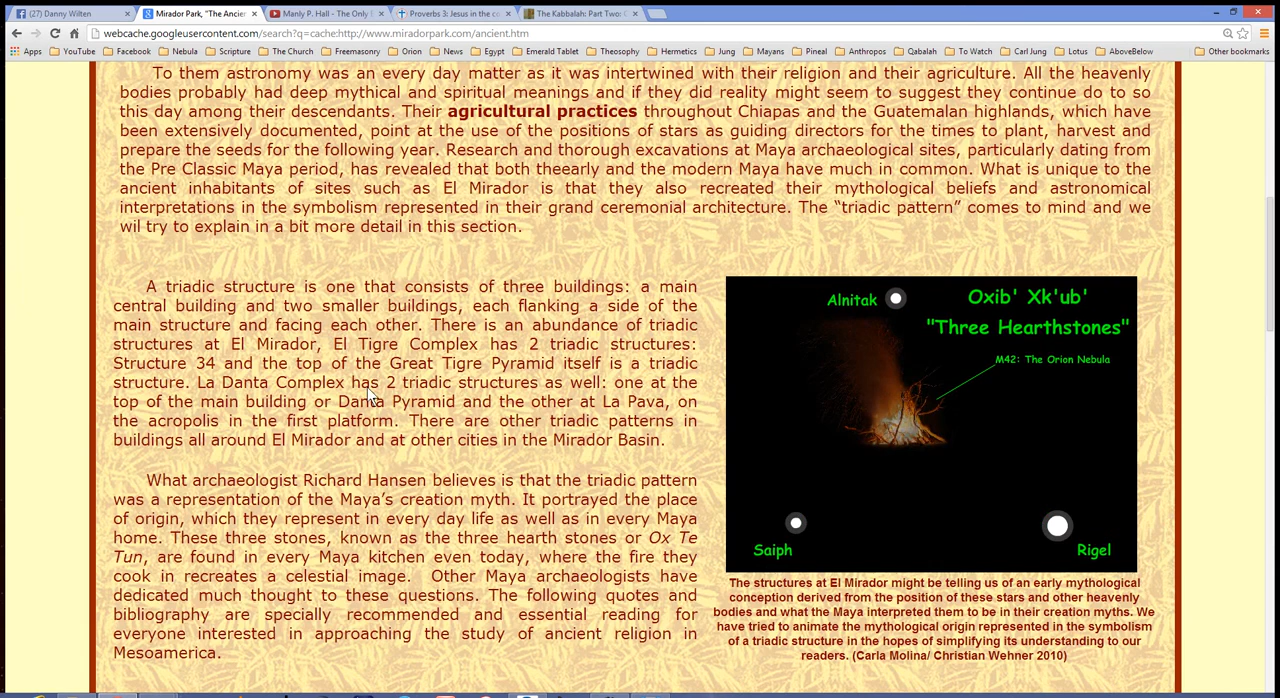 (27) Danny Wilten
Mirador Park, "The Ancien
Manly P. Hall - The Only
Proverbs 3: Jesus in the ce
The Kabbalah: Part Two: C
webcache.googleusercontent.com/search?q=cache:http://www.miradorpark.com/ancient.htm
Apps YouTube Facebook Nebula Scripture The Church Freemasonry Orion News Egypt Emerald Tablet Theosophy Hermetics Jung Mayans Pineal Anthropos Qabalah To Watch Carl Jung Lotus AboveBelow Other bookmarks
To them astronomy was an every day matter as it was intertwined with their religion and their agriculture. All the heavenly
bodies probably had deep mythical and spiritual meanings and if they did reality might seem to suggest they continue do to so
this day among their descendants. Their agricultural practices throughout Chiapas and the Guatemalan highlands, which have
been extensively documented, point at the use of the positions of stars as guiding directors for the times to plant, harvest and
prepare the seeds for the following year. Research and thorough excavations at Maya archaeological sites, particularly dating from
the Pre Classic Maya period, has revealed that both theearly and the modern Maya have much in common. What is unique to the
ancient inhabitants of sites such as El Mirador is that they also recreated their mythological beliefs and astronomical
interpretations in the symbolism represented in their grand ceremonial architecture. The “triadic pattern” comes to mind and we
wil try to explain in a bit more detail in this section.
A triadic structure is one that consists of three buildings: a main
central building and two smaller buildings, each flanking a side of the
main structure and facing each other. There is an abundance of triadic
structures at El Mirador, El Tigre Complex has 2 triadic structures:
Structure 34 and the top of the Great Tigre Pyramid itself is a triadic
structure. La Danta Complex has 2 triadic structures as well: one at the
top of the main building or Danta Pyramid and the other at La Pava, on
the acropolis in the first platform. There are other triadic patterns in
buildings all around El Mirador and at other cities in the Mirador Basin.
What archaeologist Richard Hansen believes is that the triadic pattern
was a representation of the Maya’s creation myth. It portrayed the place
of origin, which they represent in every day life as well as in every Maya
home. These three stones, known as the three hearth stones or Ox Te
Tun, are found in every Maya kitchen even today, where the fire they
cook in recreates a celestial image. Other Maya archaeologists have
dedicated much thought to these questions. The following quotes and
bibliography are specially recommended and essential reading for
everyone interested in approaching the study of ancient religion in
Mesoamerica.
Alnitak
Oxib' Xk'ub'
"Three Hearthstones"
M42: The Orion Nebula
Saiph
Rigel
The structures at El Mirador might be telling us of an early mythological
conception derived from the position of these stars and other heavenly
bodies and what the Maya interpreted them to be in their creation myths. We
have tried to animate the mythological origin represented in the symbolism
of a triadic structure in the hopes of simplifying its understanding to our
readers. (Carla Molina/ Christian Wehner 2010)